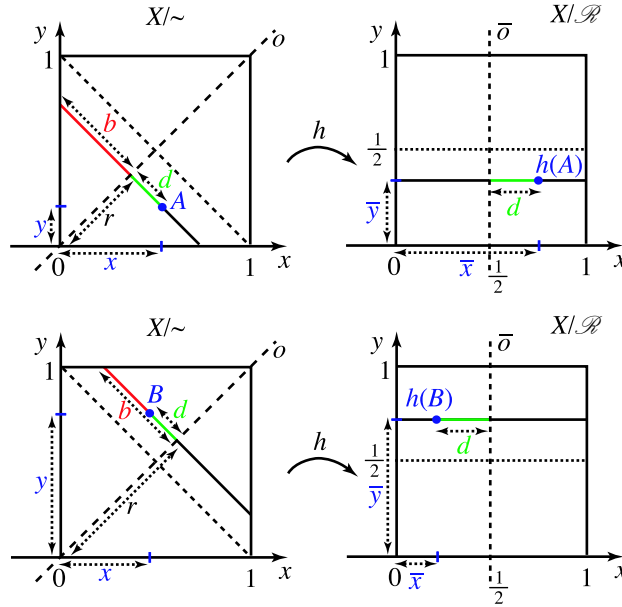 y X/~ o
1
b
d
A
r
y
0 x 1 x
h
y o̅ X/ℛ
1
1/2
h(A)
d
y̅
0 x̅ 1/2 1 x
y X/~ o
1
B
b d
y
r
0 x 1 x
h
y o̅ X/ℛ
1
h(B)
d
1/2
y̅
0 x̅ 1/2 1 x